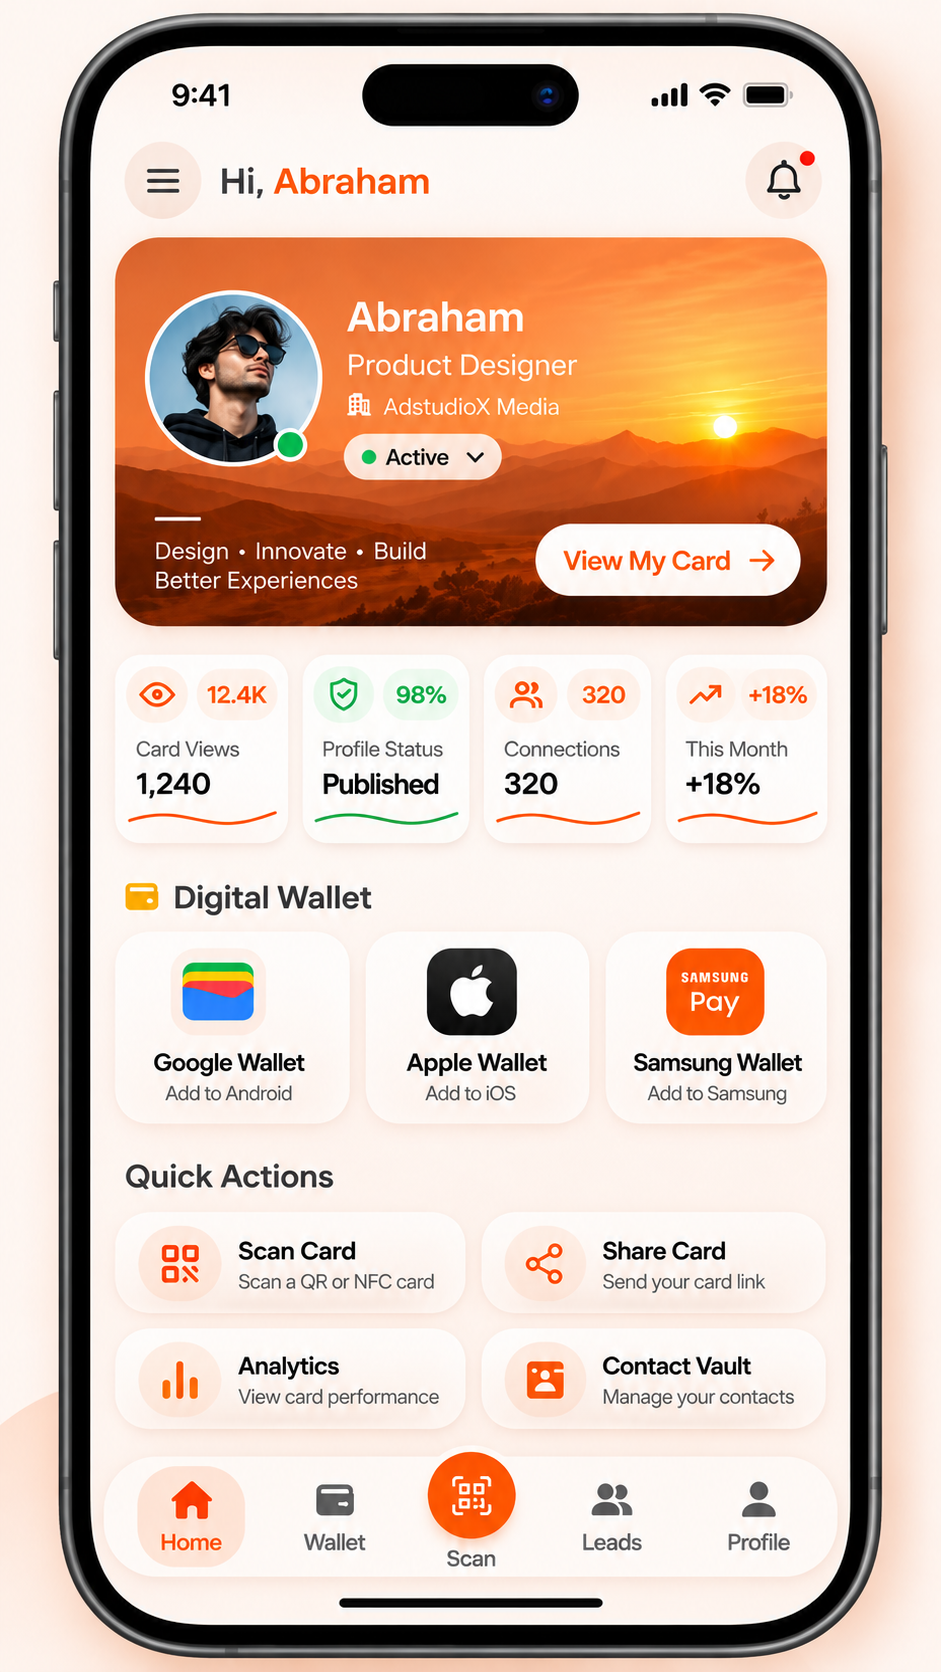 9:41
Hi, Abraham
Abraham
Product Designer
AdstudioX Media
Active
Design • Innovate • Build
Better Experiences
View My Card
12.4K
Card Views
1,240
98%
Profile Status
Published
320
Connections
320
+18%
This Month
+18%
Digital Wallet
Google Wallet
Add to Android
Apple Wallet
Add to iOS
SAMSUNG
Pay
Samsung Wallet
Add to Samsung
Quick Actions
Scan Card
Scan a QR or NFC card
Share Card
Send your card link
Analytics
View card performance
Contact Vault
Manage your contacts
Home
Wallet
Scan
Leads
Profile